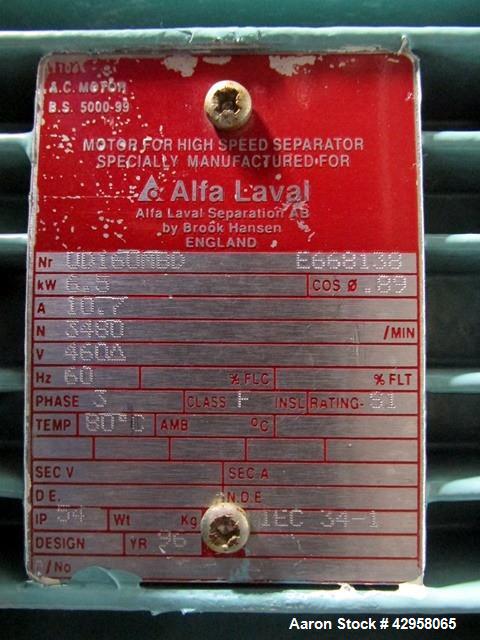 A.C. MOTOR
B.S. 5000-99
MOTOR FOR HIGH SPEED SEPARATOR
SPECIALLY MANUFACTURED FOR
Alfa Laval
Alfa Laval Separation AB
by Brook Hansen
ENGLAND
Nr UD160MBD E668138
kW 6.5 COS Ø .89
A 10.7
N 3480 /MIN
V 460Δ
Hz 60 % FLC % FLT
PHASE 3 CLASS F INSL RATING- S1
TEMP 80°C AMB °C
SEC V SEC A
D E. N.D.E
IP 54 Wt Kg IEC 34-1
DESIGN YR 96
/No
Aaron Stock # 42958065